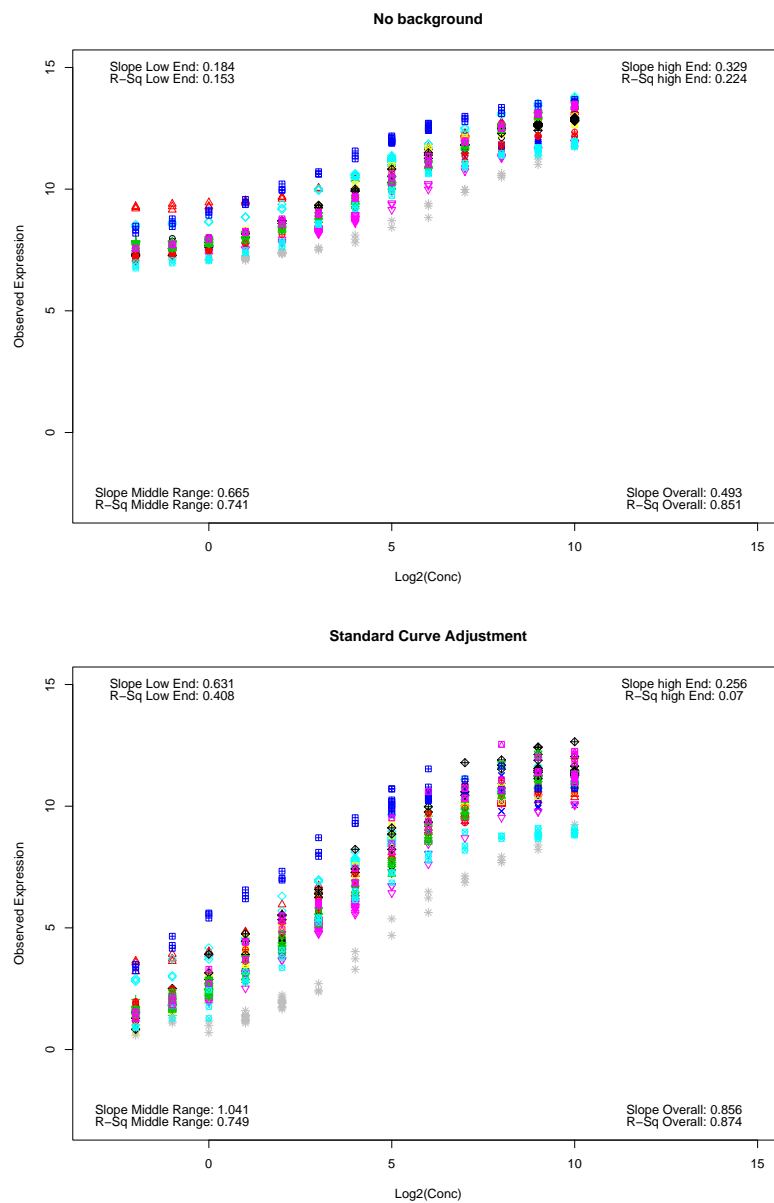 No background
Slope Low End: 0.184
R−Sq Low End: 0.153
Slope high End: 0.329
R−Sq high End: 0.224
15
10
5
0
Observed Expression
Slope Middle Range: 0.665
R−Sq Middle Range: 0.741
Slope Overall: 0.493
R−Sq Overall: 0.851
0 5 10 15
Log2(Conc)
Standard Curve Adjustment
Slope Low End: 0.631
R−Sq Low End: 0.408
Slope high End: 0.256
R−Sq high End: 0.07
15
10
5
0
Observed Expression
Slope Middle Range: 1.041
R−Sq Middle Range: 0.749
Slope Overall: 0.856
R−Sq Overall: 0.874
0 5 10 15
Log2(Conc)